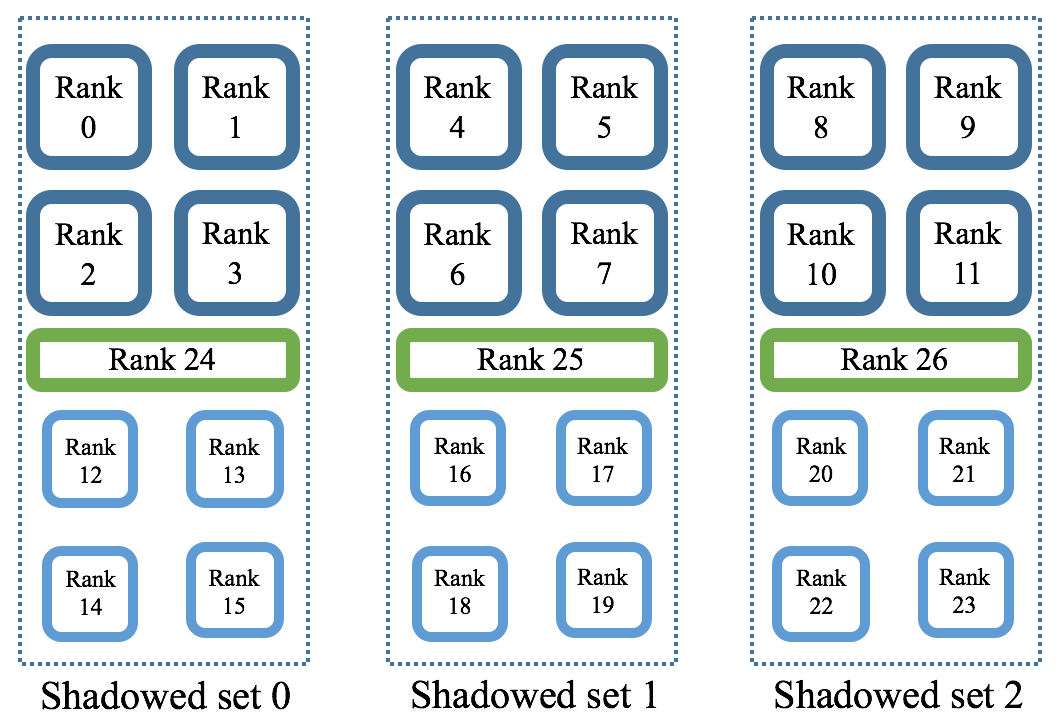 Rank
0
Rank
1
Rank
2
Rank
3
Rank 24
Rank
12
Rank
13
Rank
14
Rank
15
Shadowed set 0
Rank
4
Rank
5
Rank
6
Rank
7
Rank 25
Rank
16
Rank
17
Rank
18
Rank
19
Shadowed set 1
Rank
8
Rank
9
Rank
10
Rank
11
Rank 26
Rank
20
Rank
21
Rank
22
Rank
23
Shadowed set 2